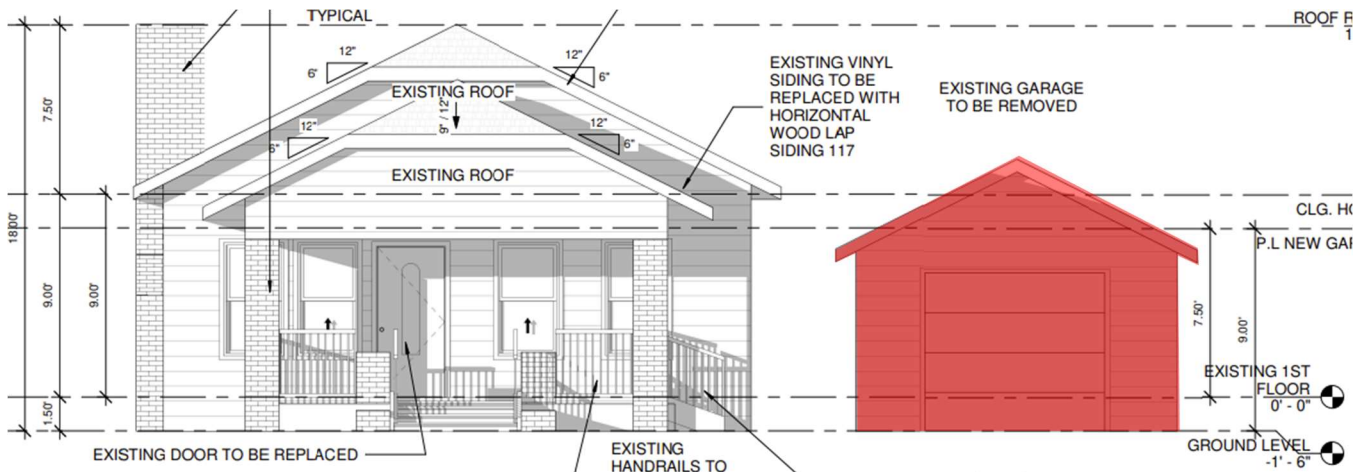 TYPICAL
ROOF R
1
12"
6'
12"
6"
EXISTING VINYL
SIDING TO BE
REPLACED WITH
HORIZONTAL
WOOD LAP
SIDING 117
EXISTING GARAGE
TO BE REMOVED
7.50'
EXISTING ROOF
9" / 12"
12"
6"
12"
6"
EXISTING ROOF
18.00'
CLG. HO
P.L NEW GAR
9.00'
9.00'
7.50'
9.00'
EXISTING 1ST
FLOOR
0' - 0"
1.50'
GROUND LEVEL
-1' - 6"
EXISTING DOOR TO BE REPLACED
EXISTING
HANDRAILS TO